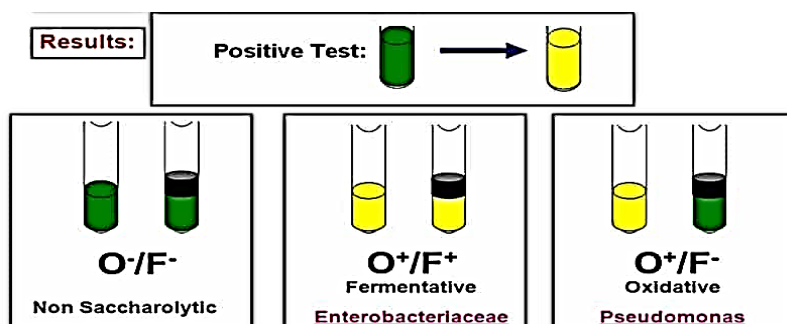 Results:
Positive Test:
O⁻/F⁻
Non Saccharolytic
O⁺/F⁺
Fermentative
Enterobacteriaceae
O⁺/F⁻
Oxidative
Pseudomonas